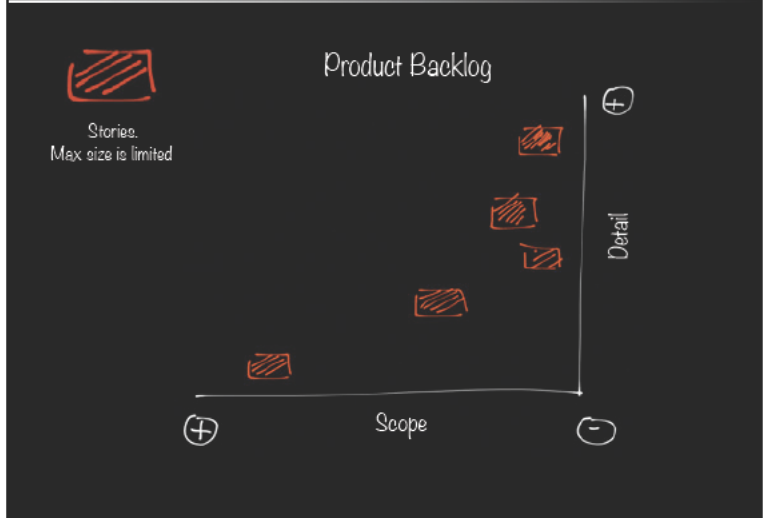 Product Backlog
Stories.
Max size is limited
+
Detail
Scope
+
-